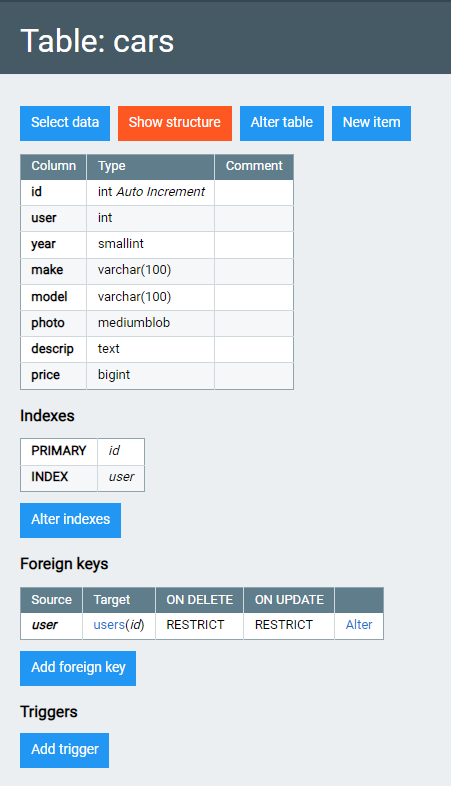 Table: cars
Select data Show structure Alter table New item
Column Type Comment
id int Auto Increment
user int
year smallint
make varchar(100)
model varchar(100)
photo mediumblob
descrip text
price bigint
Indexes
PRIMARY id
INDEX user
Alter indexes
Foreign keys
Source Target ON DELETE ON UPDATE
user users(id) RESTRICT RESTRICT Alter
Add foreign key
Triggers
Add trigger